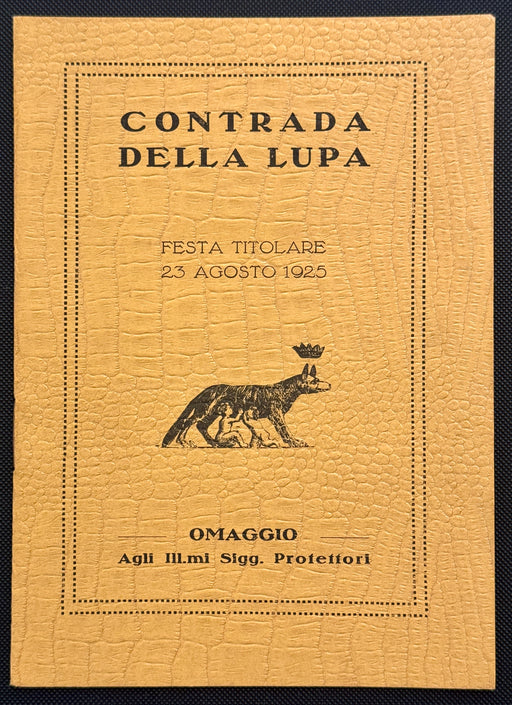 CONTRADA
DELLA LUPA
FESTA TITOLARE
23 AGOSTO 1925
OMAGGIO
Agli Ill.mi Sigg. Protettori